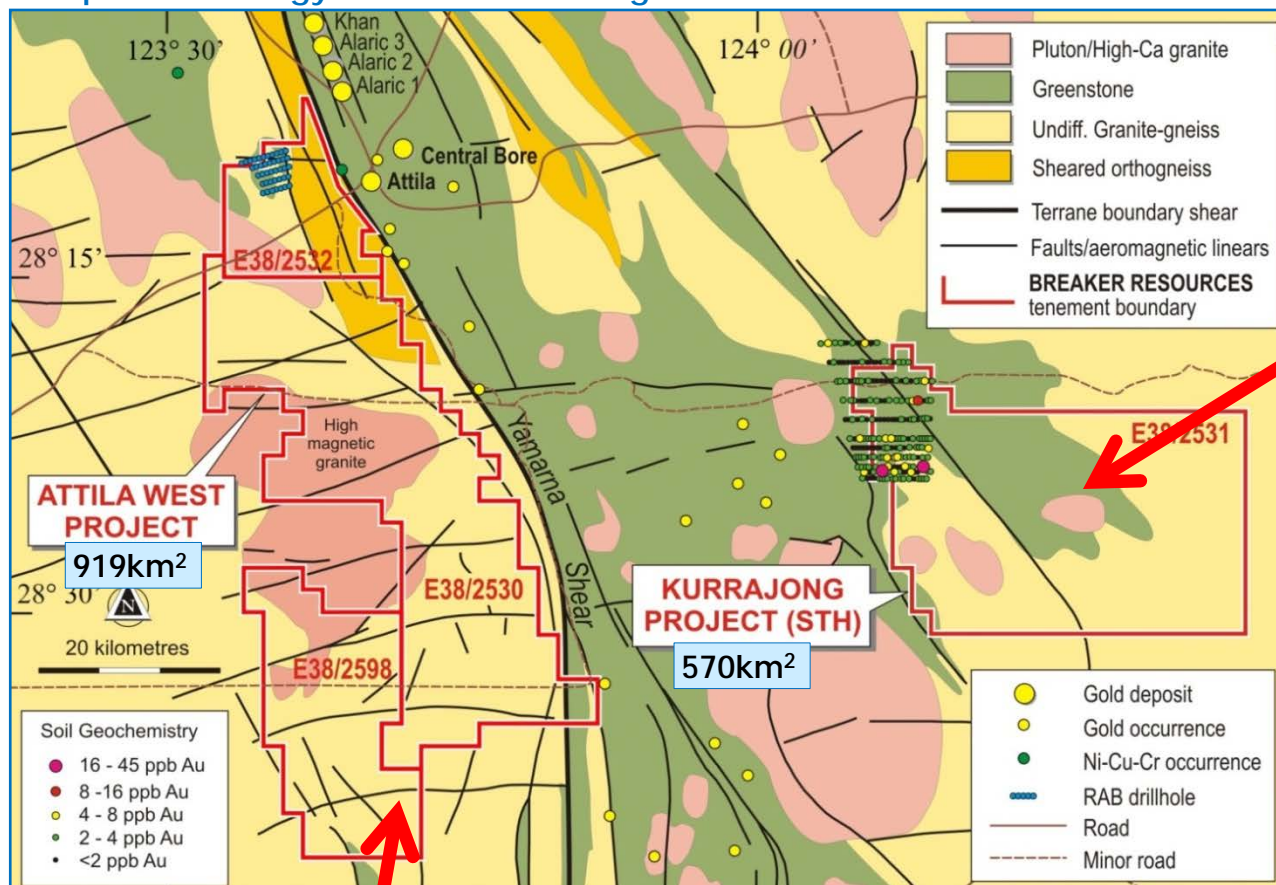 123° 30'
124° 00'
Khan
Alaric 3
Alaric 2
Alaric 1
Central Bore
Attila
28° 15'
E38/2532
Pluton/High-Ca granite
Greenstone
Undiff. Granite-gneiss
Sheared orthogneiss
Terrane boundary shear
Faults/aeromagnetic linears
BREAKER RESOURCES
tenement boundary
High
magnetic
granite
Yamarna
Shear
E38/2531
ATTILA WEST
PROJECT
919km²
28° 30'
N
20 kilometres
E38/2530
E38/2598
KURRAJONG
PROJECT (STH)
570km²
Soil Geochemistry
16 - 45 ppb Au
8 -16 ppb Au
4 - 8 ppb Au
2 - 4 ppb Au
<2 ppb Au
Gold deposit
Gold occurrence
Ni-Cu-Cr occurrence
RAB drillhole
Road
Minor road